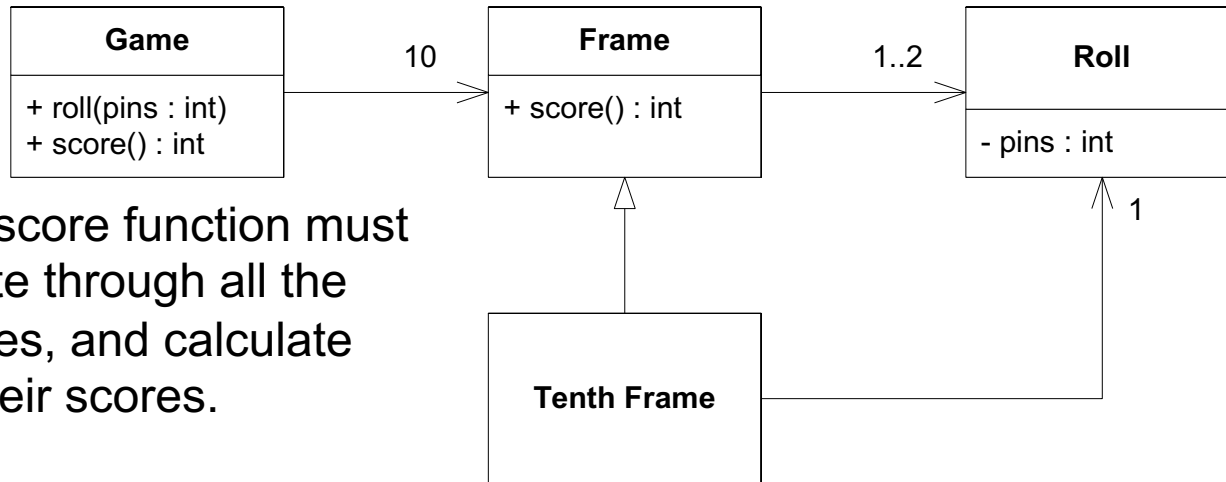 Game
+ roll(pins : int)
+ score() : int
10
Frame
+ score() : int
1..2
Roll
- pins : int
1
score function must
te through all the
es, and calculate
eir scores.
Tenth Frame